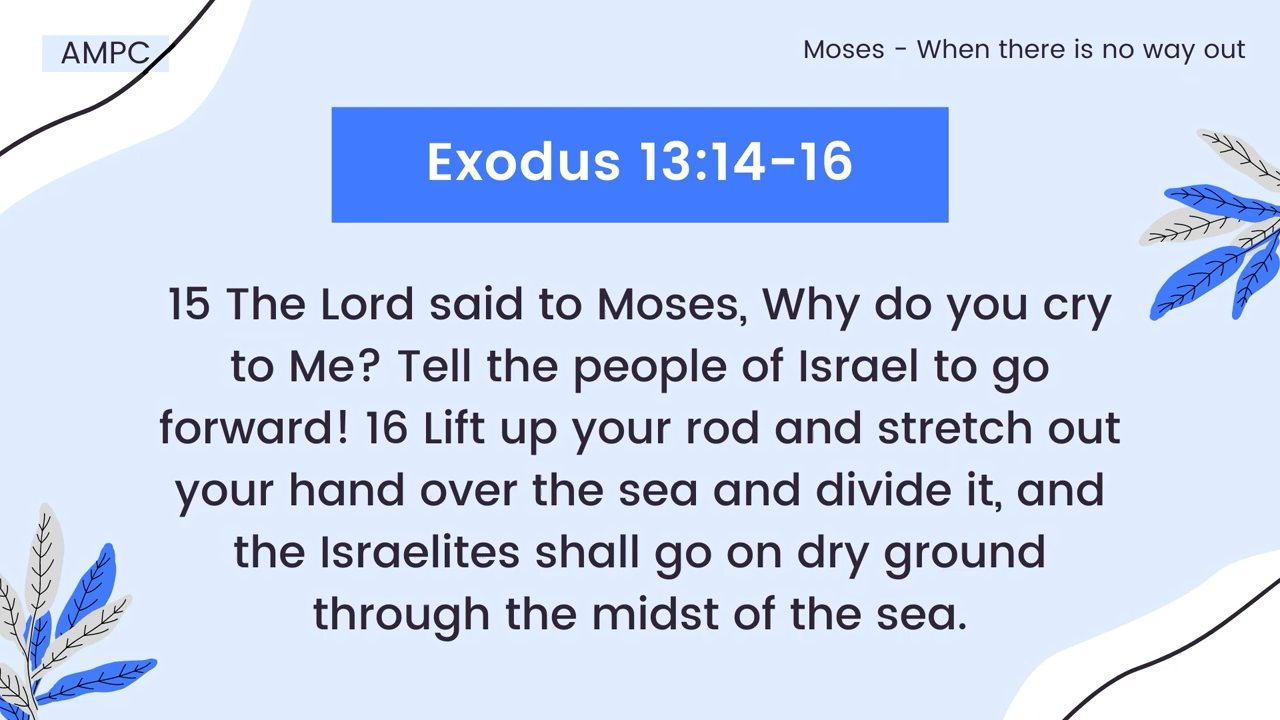 AMPC
Moses - When there is no way out
Exodus 13:14-16
15 The Lord said to Moses, Why do you cry
to Me? Tell the people of Israel to go
forward! 16 Lift up your rod and stretch out
your hand over the sea and divide it, and
the Israelites shall go on dry ground
through the midst of the sea.